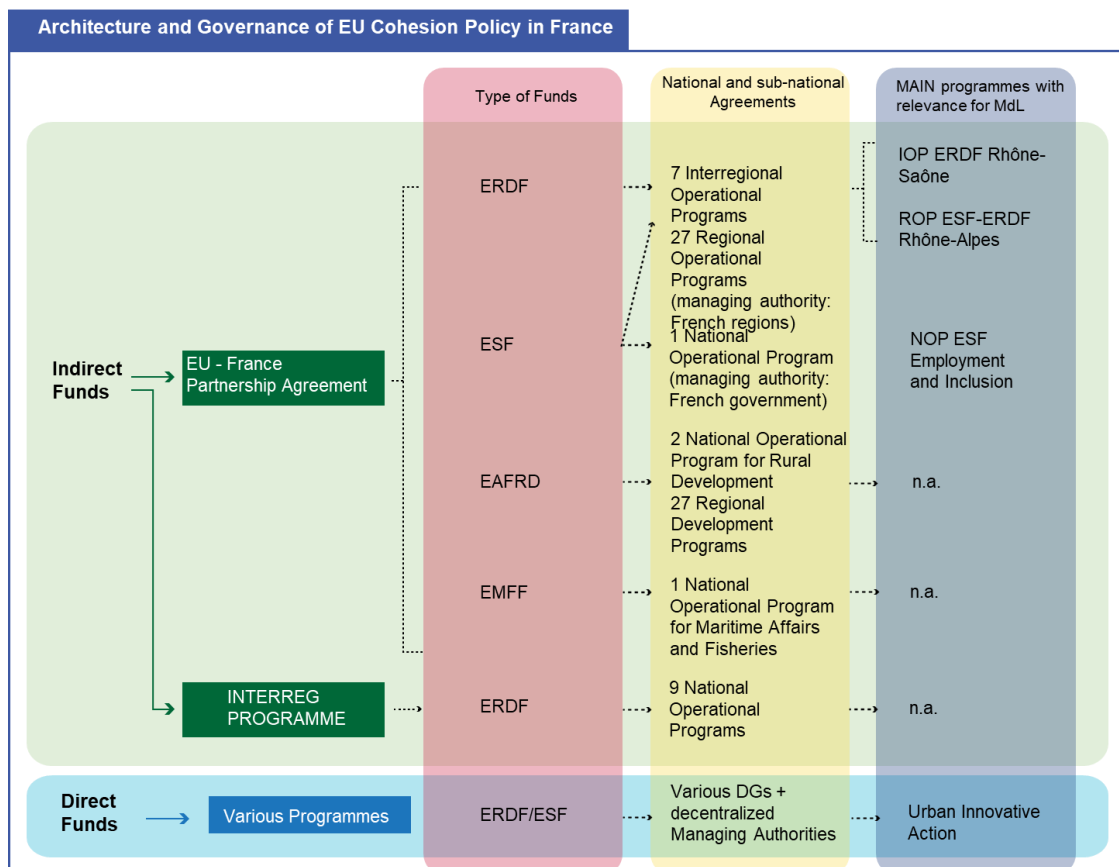 Architecture and Governance of EU Cohesion Policy in France
Type of Funds
National and sub-national
Agreements
MAIN programmes with
relevance for MdL
Indirect
Funds
EU - France
Partnership Agreement
ERDF
7 Interregional
Operational
Programs
27 Regional
Operational
Programs
(managing authority:
French regions)
IOP ERDF Rhône-
Saône
ROP ESF-ERDF
Rhône-Alpes
ESF
1 National
Operational Program
(managing authority:
French government)
NOP ESF
Employment
and Inclusion
EAFRD
2 National Operational
Program for Rural
Development
27 Regional
Development
Programs
n.a.
EMFF
1 National
Operational Program
for Maritime Affairs
and Fisheries
n.a.
INTERREG
PROGRAMME
ERDF
9 National
Operational
Programs
n.a.
Direct
Funds
Various Programmes
ERDF/ESF
Various DGs +
decentralized
Managing Authorities
Urban Innovative
Action